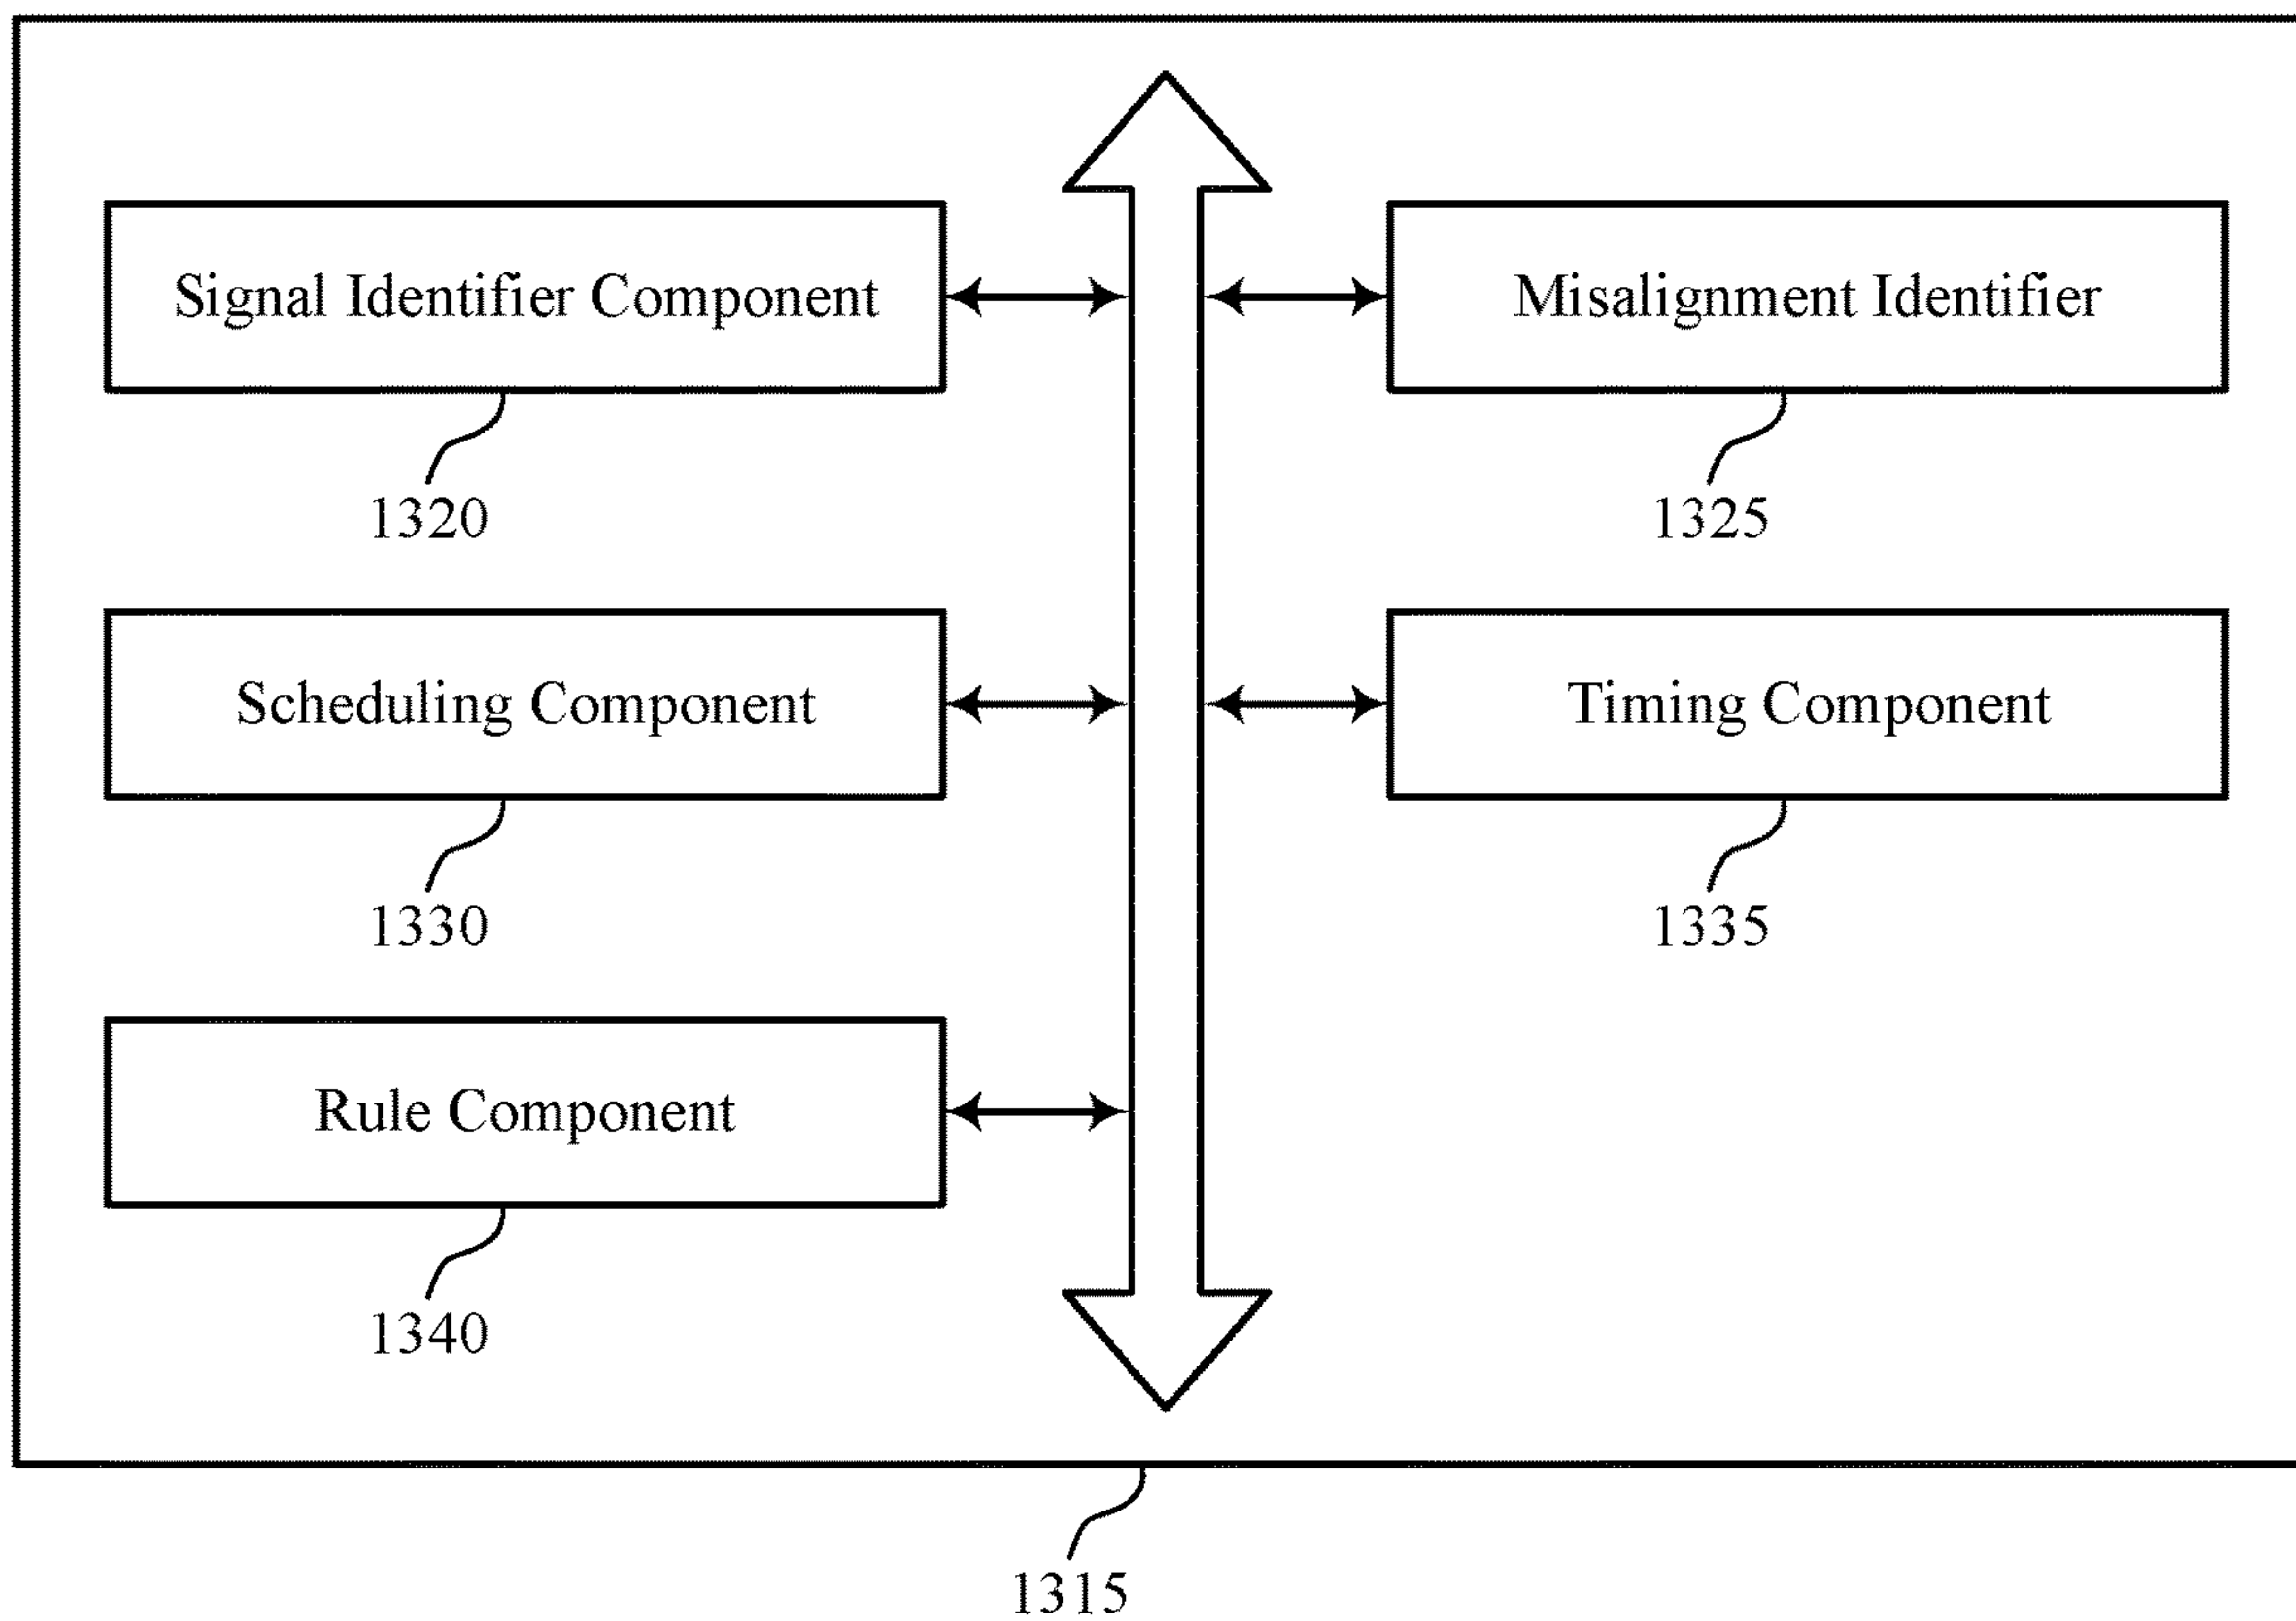 Signal Identifier Component
Misalignment Identifier
1320
1325
Scheduling Component
Timing Component
1330
1335
Rule Component
1340
1315